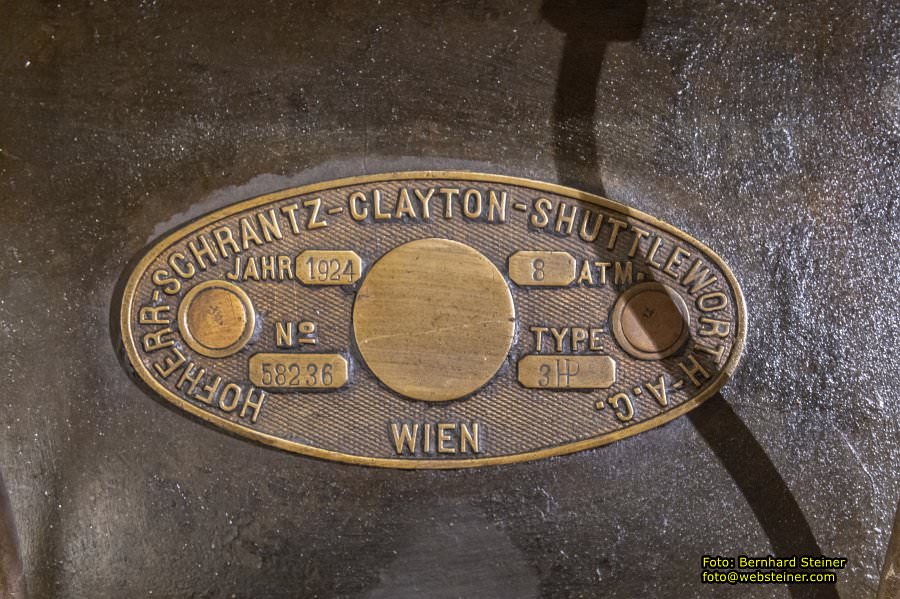 HOFHERR-SCHRANTZ-CLAYTON-SHUTTLEWORTH-A.G.
JAHR 1924
8 ATM.
Nº
58236
TYPE
3HP
WIEN
Foto: Bernhard Steiner
foto@websteiner.com